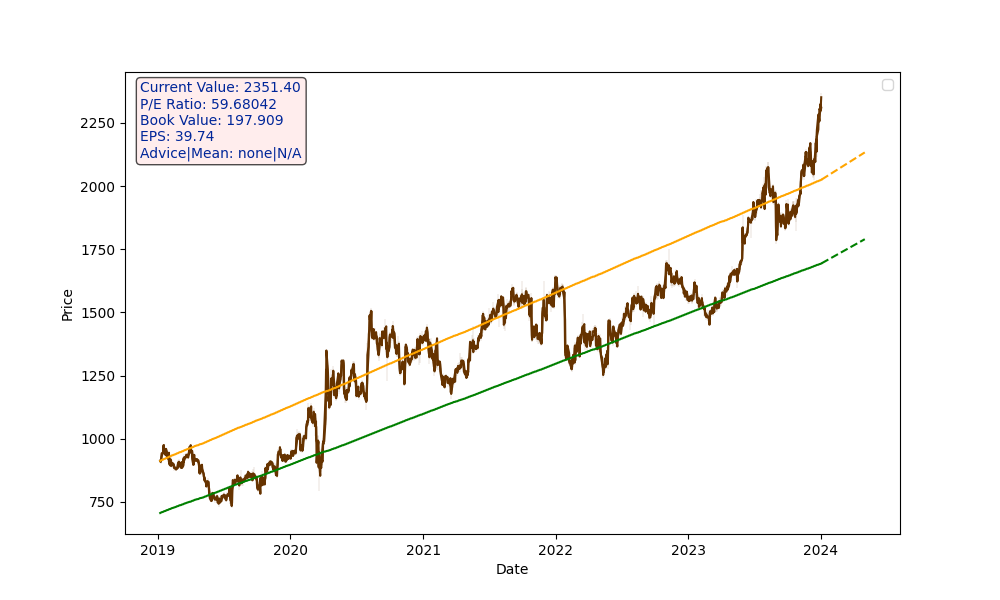 Current Value: 2351.40
P/E Ratio: 59.68042
Book Value: 197.909
EPS: 39.74
Advice|Mean: none|N/A
2250
2000
1750
1500
1250
1000
750
Price
2019 2020 2021 2022 2023 2024
Date